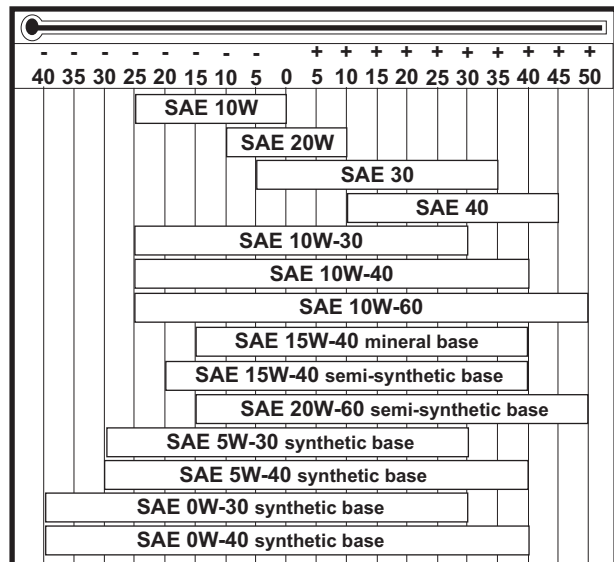 - - - - - - - - + + + + + + + + + +
40 35 30 25 20 15 10 5 0 5 10 15 20 25 30 35 40 45 50
SAE 10W
SAE 20W
SAE 30
SAE 40
SAE 10W-30
SAE 10W-40
SAE 10W-60
SAE 15W-40 mineral base
SAE 15W-40 semi-synthetic base
SAE 20W-60 semi-synthetic base
SAE 5W-30 synthetic base
SAE 5W-40 synthetic base
SAE 0W-30 synthetic base
SAE 0W-40 synthetic base